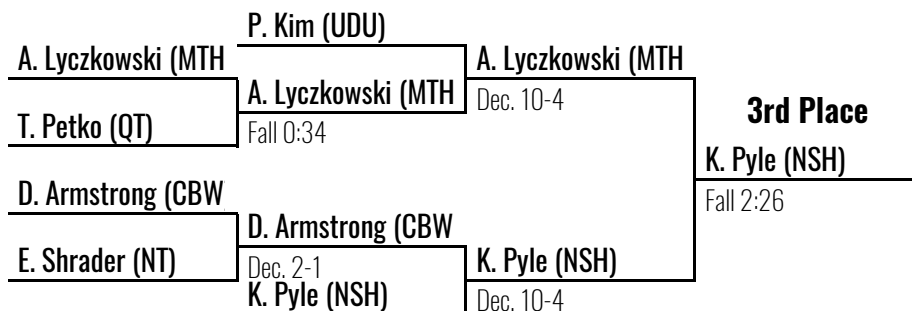 P. Kim (UDU)
A. Lyczkowski (MTH
A. Lyczkowski (MTH
A. Lyczkowski (MTH
Dec. 10-4
T. Petko (QT)
Fall 0:34
3rd Place
K. Pyle (NSH)
Fall 2:26
D. Armstrong (CBW
D. Armstrong (CBW
E. Shrader (NT)
Dec. 2-1
K. Pyle (NSH)
K. Pyle (NSH)
Dec. 10-4